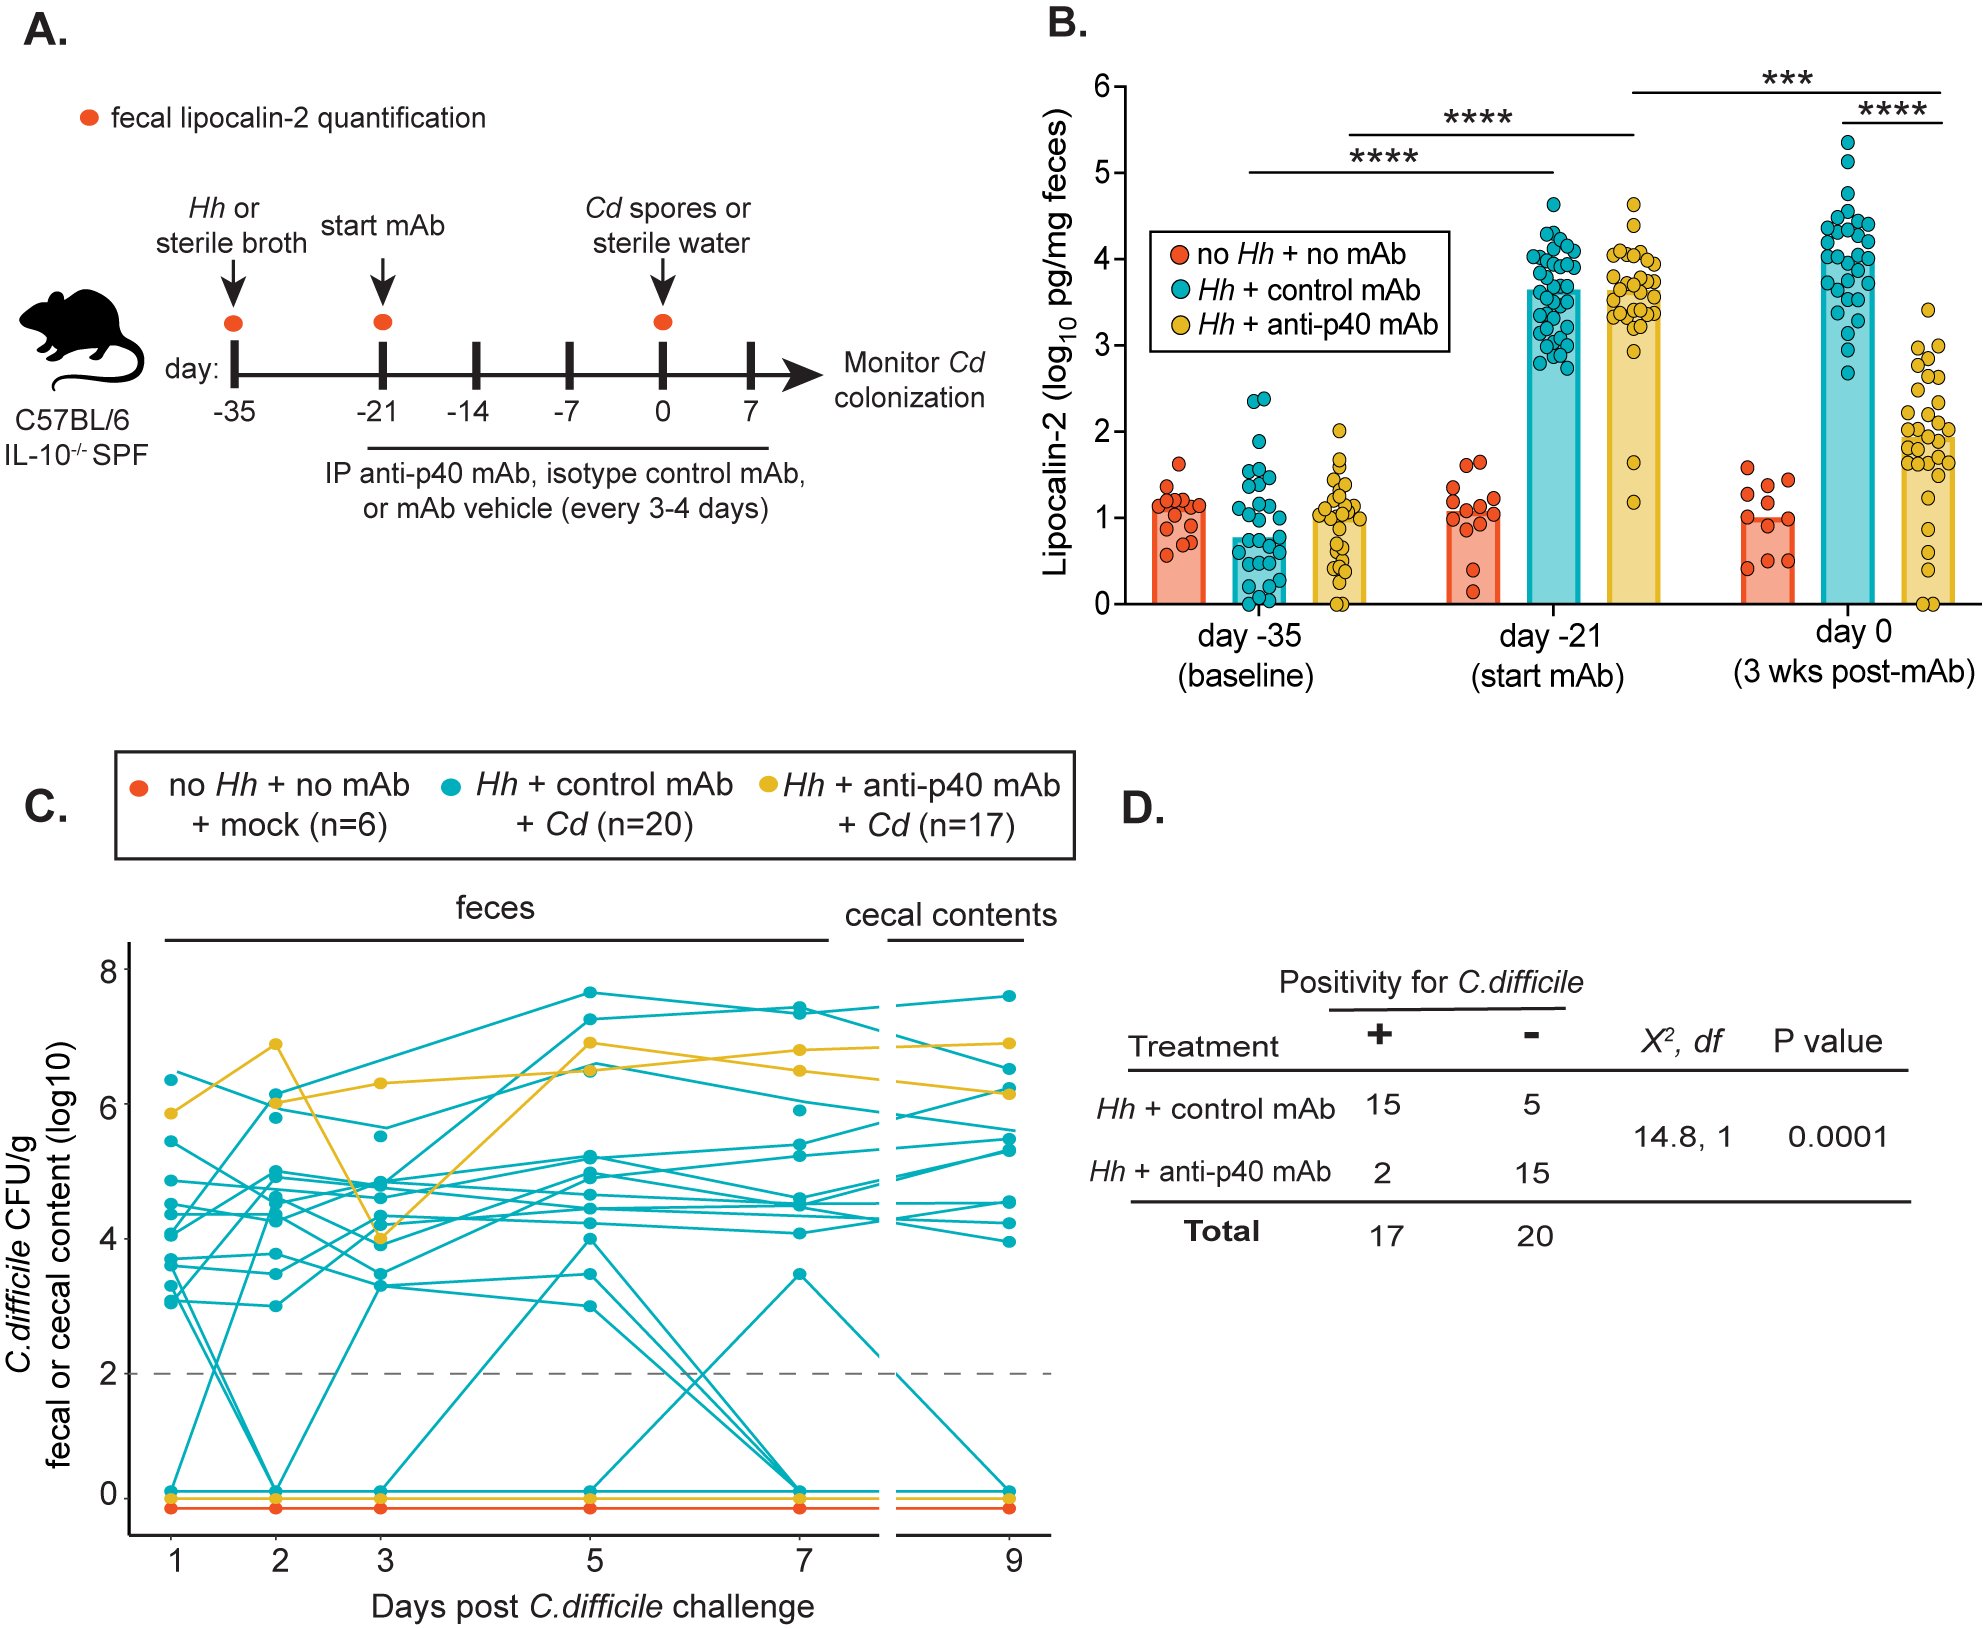 A.
fecal lipocalin-2 quantification
Hh or
sterile broth
start mAb
Cd spores or
sterile water
day:
-35
-21
-14
-7
0
7
Monitor Cd
colonization
C57BL/6
IL-10-/- SPF
IP anti-p40 mAb, isotype control mAb,
or mAb vehicle (every 3-4 days)
B.
Lipocalin-2 (log10 pg/mg feces)
6
5
4
3
2
1
0
***
****
****
****
no Hh + no mAb
Hh + control mAb
Hh + anti-p40 mAb
day -35
(baseline)
day -21
(start mAb)
day 0
(3 wks post-mAb)
C.
no Hh + no mAb
+ mock (n=6)
Hh + control mAb
+ Cd (n=20)
Hh + anti-p40 mAb
+ Cd (n=17)
feces
cecal contents
C.difficile CFU/g
fecal or cecal content (log10)
8
6
4
2
0
1
2
3
5
7
9
Days post C.difficile challenge
D.
Positivity for C.difficile
Treatment
+
-
X2, df
P value
Hh + control mAb
15
5
14.8, 1
0.0001
Hh + anti-p40 mAb
2
15
Total
17
20